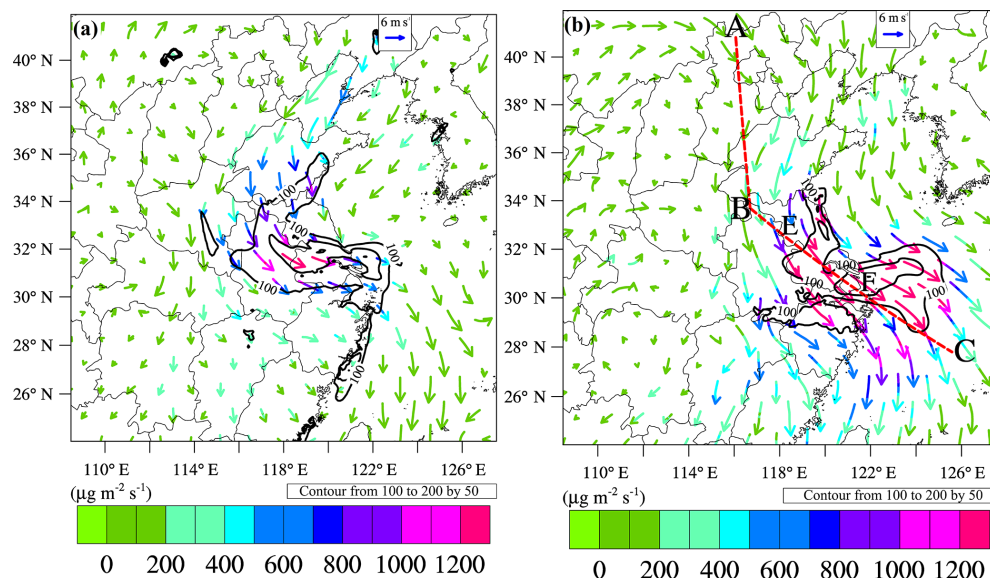 (a)
6 m s⁻
40° N
38° N
36° N
34° N
32° N
30° N
28° N
26° N
100
100
100
100
100
110° E
114° E
118° E
122° E
126° E
(μg m⁻² s⁻¹)
Contour from 100 to 200 by 50
0 200 400 600 800 1000 1200
(b)
6 m s⁻
A
40° N
38° N
36° N
34° N
32° N
30° N
28° N
26° N
B
E
E
C
100
100
100
100
100
110° E
114° E
118° E
122° E
126° E
(μg m⁻² s⁻¹)
Contour from 100 to 200 by 50
0 200 400 600 800 1000 1200